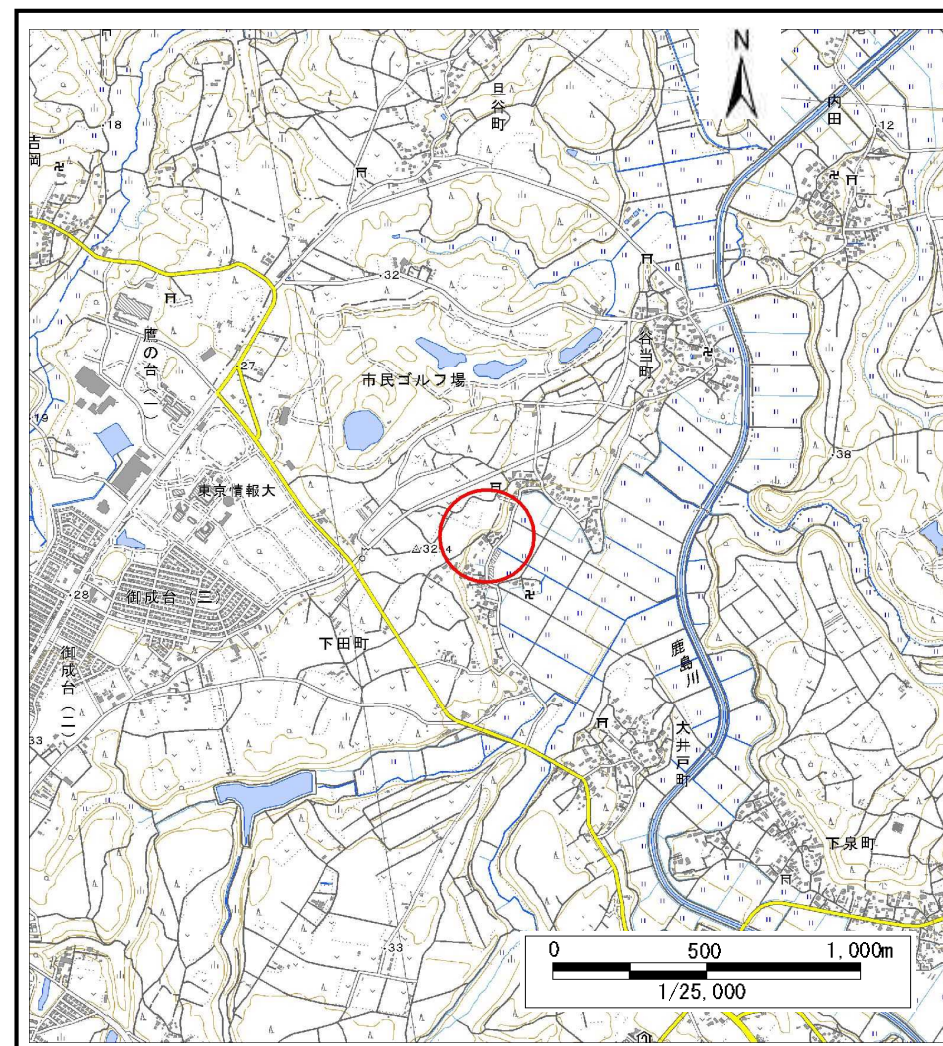 N
旦谷町
内田
12
18
吉岡
32
谷当町
鷹の台（一）
27
市民ゴルフ場
19
38
東京情報大
△32.4
28
御成台（三）
下田町
鹿島川
御成台（二）
大井戸町
33
下泉町
33
0 500 1,000m
1/25,000